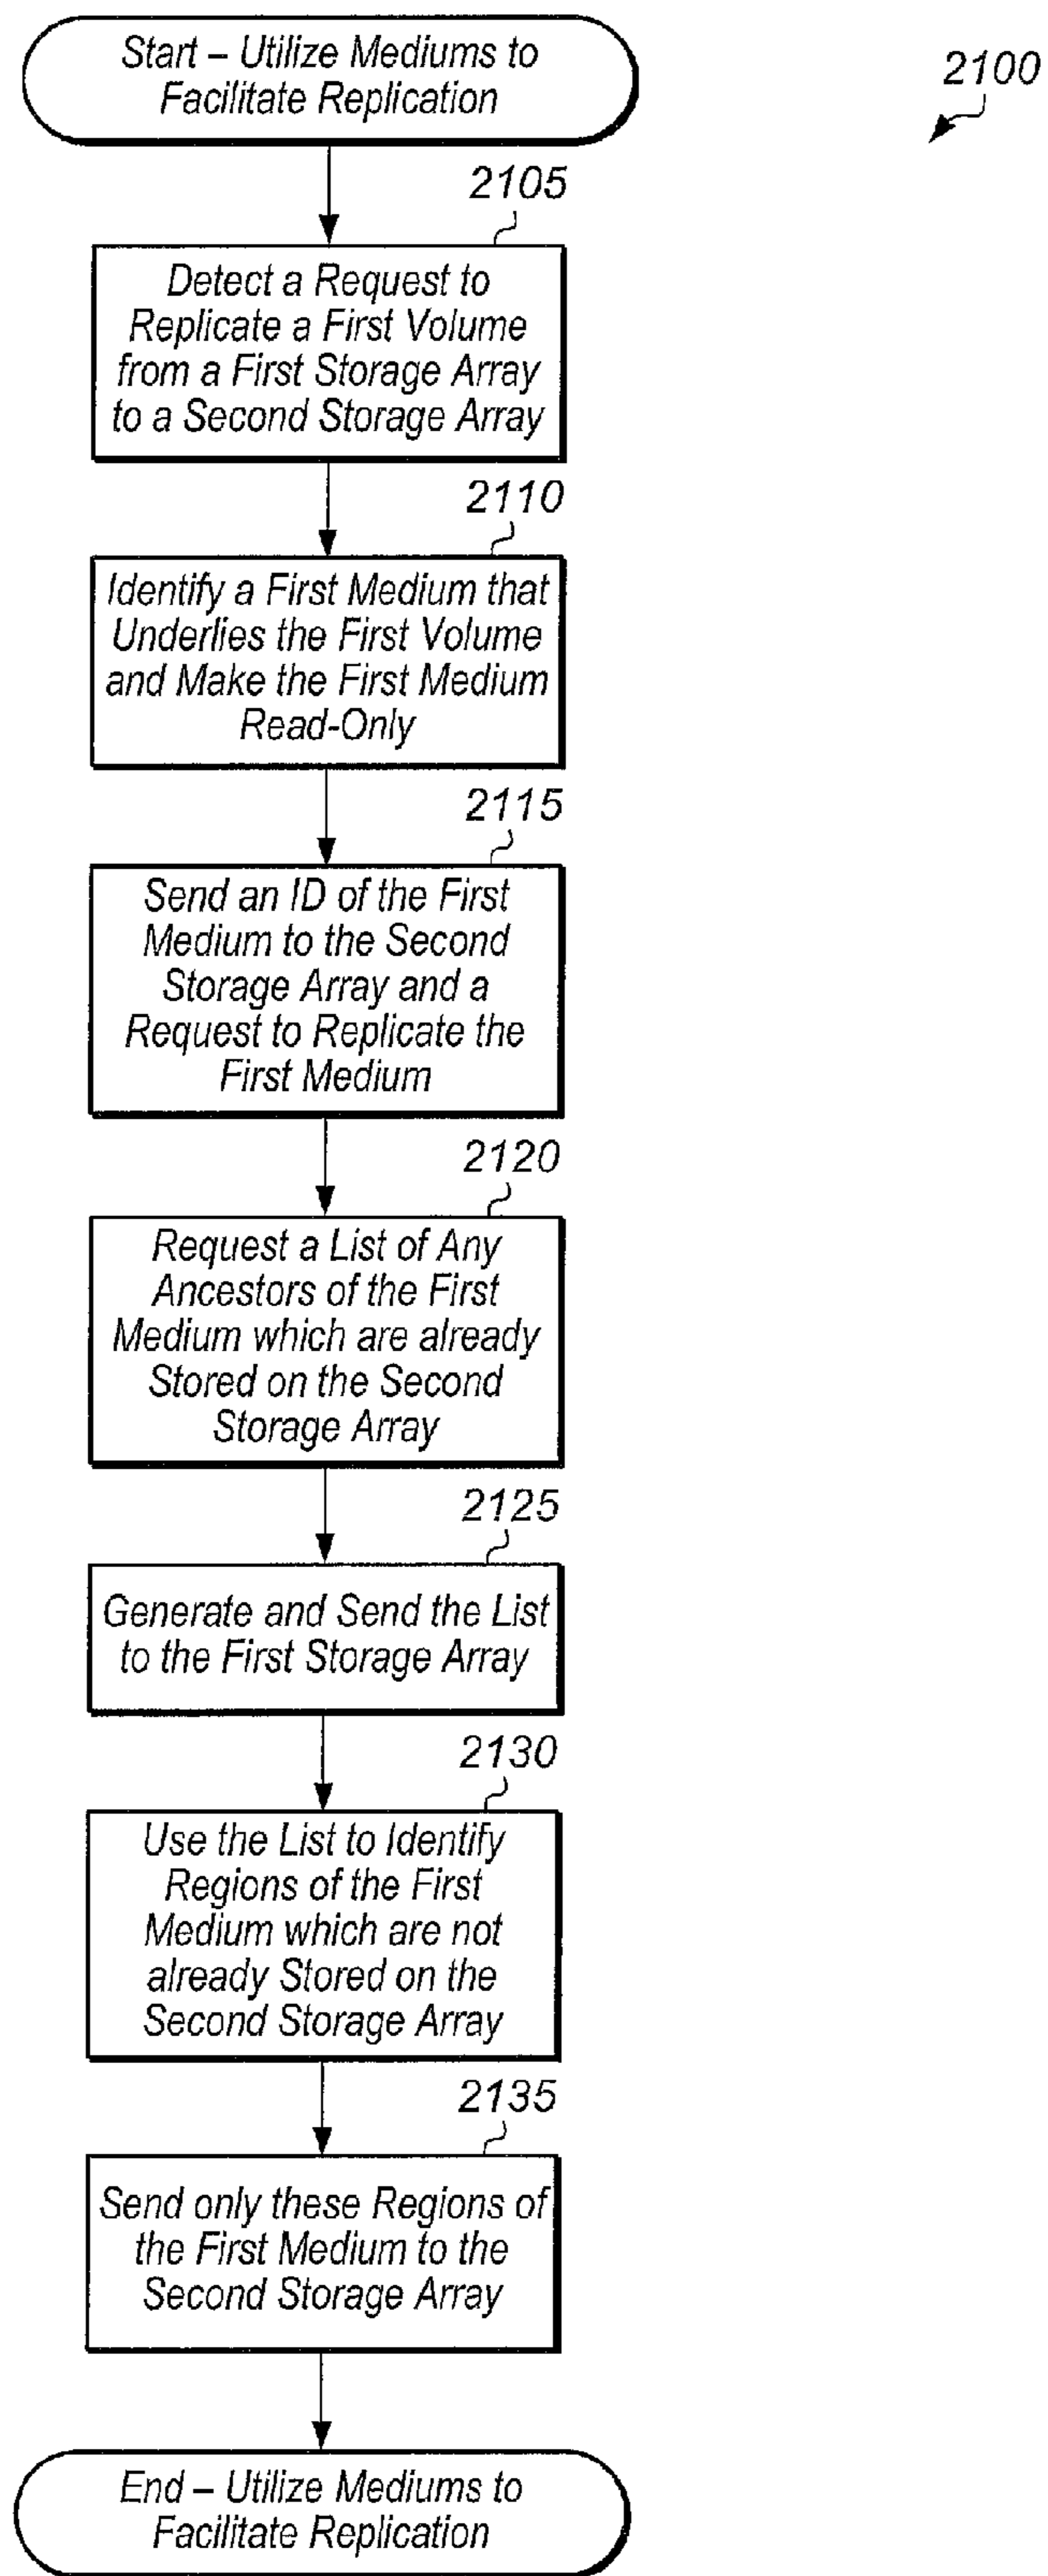 Start – Utilize Mediums to
Facilitate Replication
2100
2105
Detect a Request to
Replicate a First Volume
from a First Storage Array
to a Second Storage Array
2110
Identify a First Medium that
Underlies the First Volume
and Make the First Medium
Read-Only
2115
Send an ID of the First
Medium to the Second
Storage Array and a
Request to Replicate the
First Medium
2120
Request a List of Any
Ancestors of the First
Medium which are already
Stored on the Second
Storage Array
2125
Generate and Send the List
to the First Storage Array
2130
Use the List to Identify
Regions of the First
Medium which are not
already Stored on the
Second Storage Array
2135
Send only these Regions of
the First Medium to the
Second Storage Array
End – Utilize Mediums to
Facilitate Replication